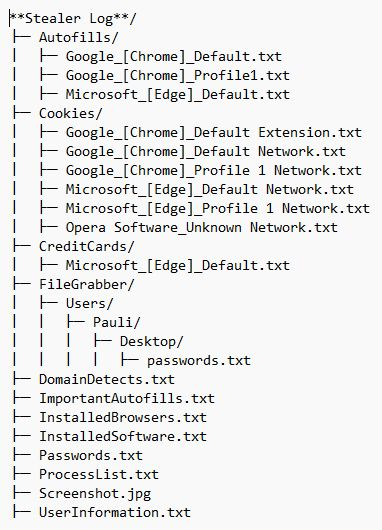 **Stealer Log**/
├─ Autofills/
│  ├─ Google_[Chrome]_Default.txt
│  ├─ Google_[Chrome]_Profile1.txt
│  ├─ Microsoft_[Edge]_Default.txt
├─ Cookies/
│  ├─ Google_[Chrome]_Default Extension.txt
│  ├─ Google_[Chrome]_Default Network.txt
│  ├─ Google_[Chrome]_Profile 1 Network.txt
│  ├─ Microsoft_[Edge]_Default Network.txt
│  ├─ Microsoft_[Edge]_Profile 1 Network.txt
│  ├─ Opera Software_Unknown Network.txt
├─ CreditCards/
│  ├─ Microsoft_[Edge]_Default.txt
├─ FileGrabber/
│  ├─ Users/
│  │  ├─ Pauli/
│  │  │  ├─ Desktop/
│  │  │  │  ├─ passwords.txt
├─ DomainDetects.txt
├─ ImportantAutofills.txt
├─ InstalledBrowsers.txt
├─ InstalledSoftware.txt
├─ Passwords.txt
├─ ProcessList.txt
├─ Screenshot.jpg
├─ UserInformation.txt